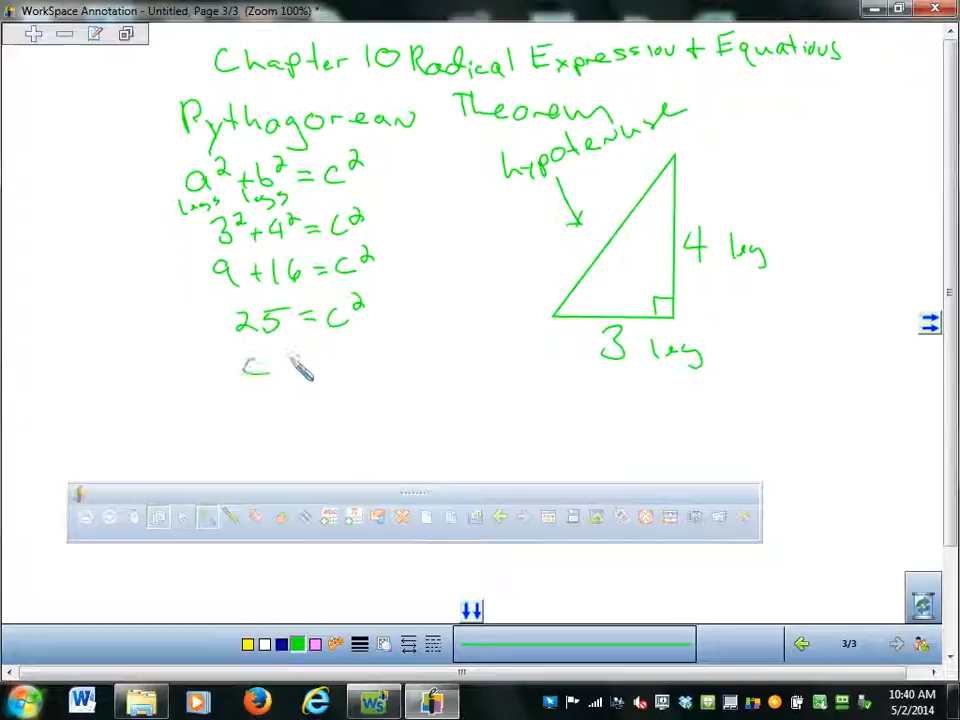 WorkSpace Annotation - Untitled, Page 3/3 (Zoom 100%) *
Chapter 10 Radical Expression + Equations
Pythagorean Theorem
a² + b² = c²
legs legs
3² + 4² = c²
9 + 16 = c²
25 = c²
c
hypotenuse
4 leg
3 leg
abc
π
3/3
10:40 AM
5/2/2014